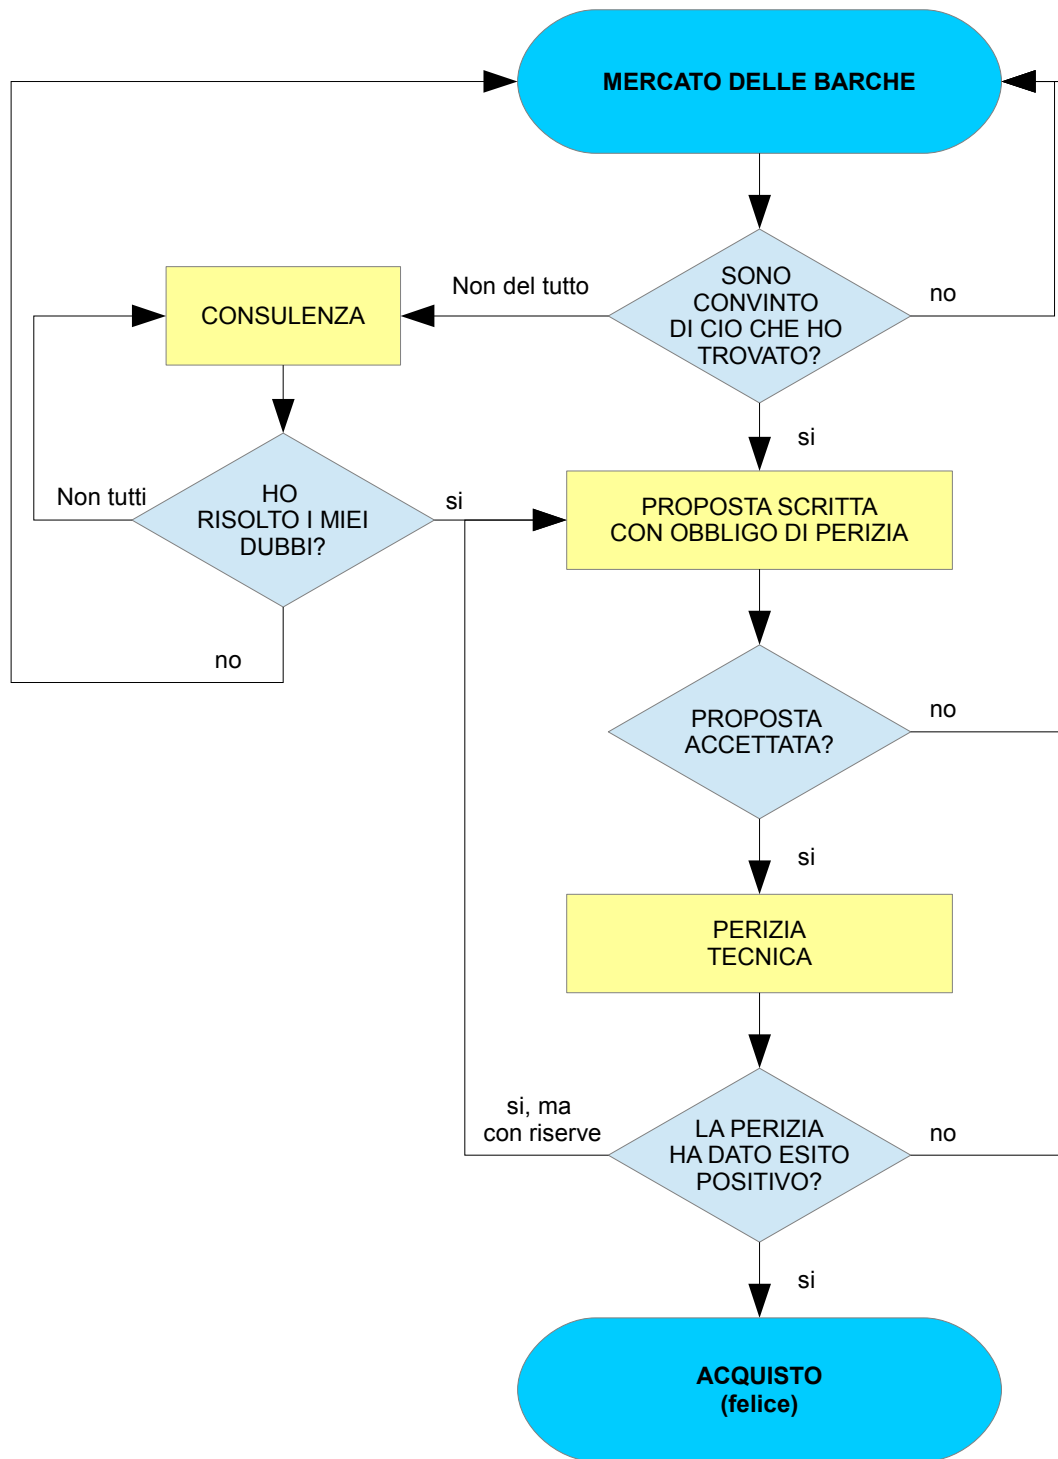 MERCATO DELLE BARCHE
SONO
CONVINTO
DI CIO CHE HO
TROVATO?
Non del tutto
no
CONSULENZA
si
HO
RISOLTO I MIEI
DUBBI?
Non tutti
si
no
PROPOSTA SCRITTA
CON OBBLIGO DI PERIZIA
PROPOSTA
ACCETTATA?
no
si
PERIZIA
TECNICA
LA PERIZIA
HA DATO ESITO
POSITIVO?
si, ma
con riserve
no
si
ACQUISTO
(felice)